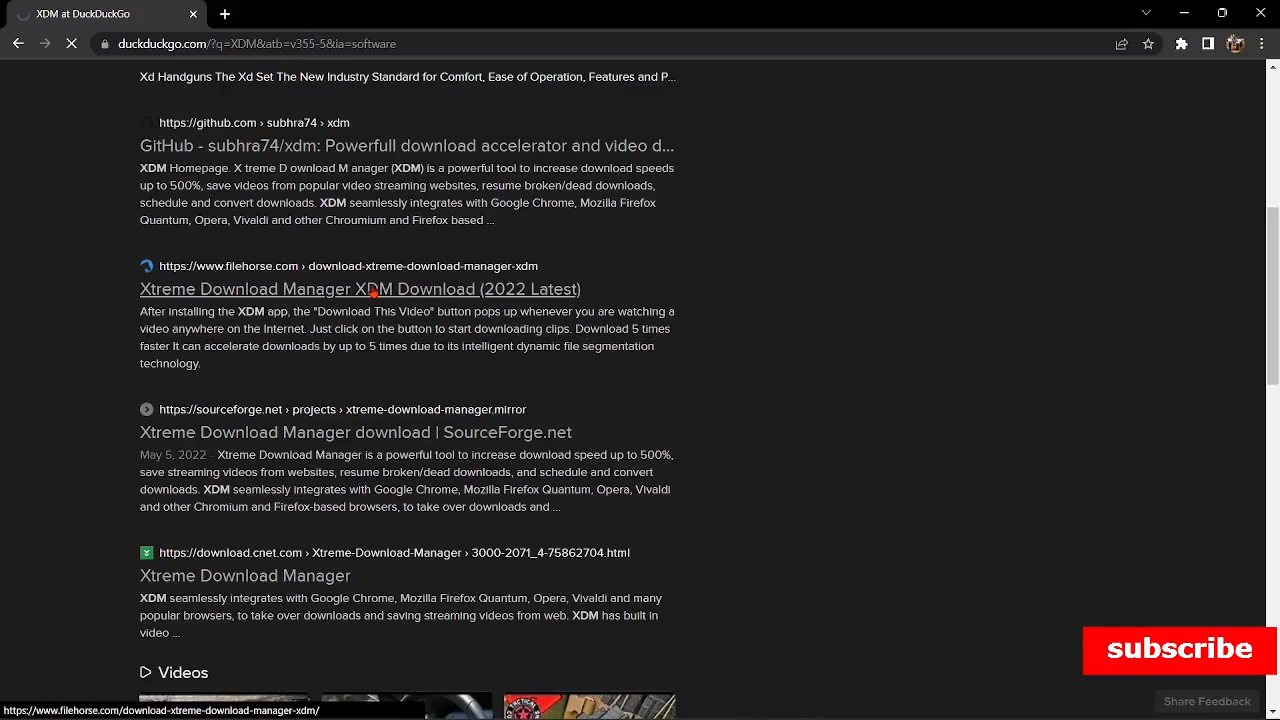 XDM at DuckDuckGo
duckduckgo.com/?q=XDM&atb=v355-5&ia=software
Xd Handguns The Xd Set The New Industry Standard for Comfort, Ease of Operation, Features and P...
https://github.com › subhra74 › xdm
GitHub - subhra74/xdm: Powerfull download accelerator and video d...
XDM Homepage. X treme D ownload M anager (XDM) is a powerful tool to increase download speeds
up to 500%, save videos from popular video streaming websites, resume broken/dead downloads,
schedule and convert downloads. XDM seamlessly integrates with Google Chrome, Mozilla Firefox
Quantum, Opera, Vivaldi and other Chroumium and Firefox based ...
https://www.filehorse.com › download-xtreme-download-manager-xdm
Xtreme Download Manager XDM Download (2022 Latest)
After installing the XDM app, the "Download This Video" button pops up whenever you are watching a
video anywhere on the Internet. Just click on the button to start downloading clips. Download 5 times
faster It can accelerate downloads by up to 5 times due to its intelligent dynamic file segmentation
technology.
https://sourceforge.net › projects › xtreme-download-manager.mirror
Xtreme Download Manager download | SourceForge.net
May 5, 2022 · Xtreme Download Manager is a powerful tool to increase download speed up to 500%,
save streaming videos from websites, resume broken/dead downloads, and schedule and convert
downloads. XDM seamlessly integrates with Google Chrome, Mozilla Firefox Quantum, Opera, Vivaldi
and other Chromium and Firefox-based browsers, to take over downloads and ...
https://download.cnet.com › Xtreme-Download-Manager › 3000-2071_4-75862704.html
Xtreme Download Manager
XDM seamlessly integrates with Google Chrome, Mozilla Firefox Quantum, Opera, Vivaldi and many
popular browsers, to take over downloads and saving streaming videos from web. XDM has built in
video ...
subscribe
Videos
Share Feedback
https://www.filehorse.com/download-xtreme-download-manager-xdm/